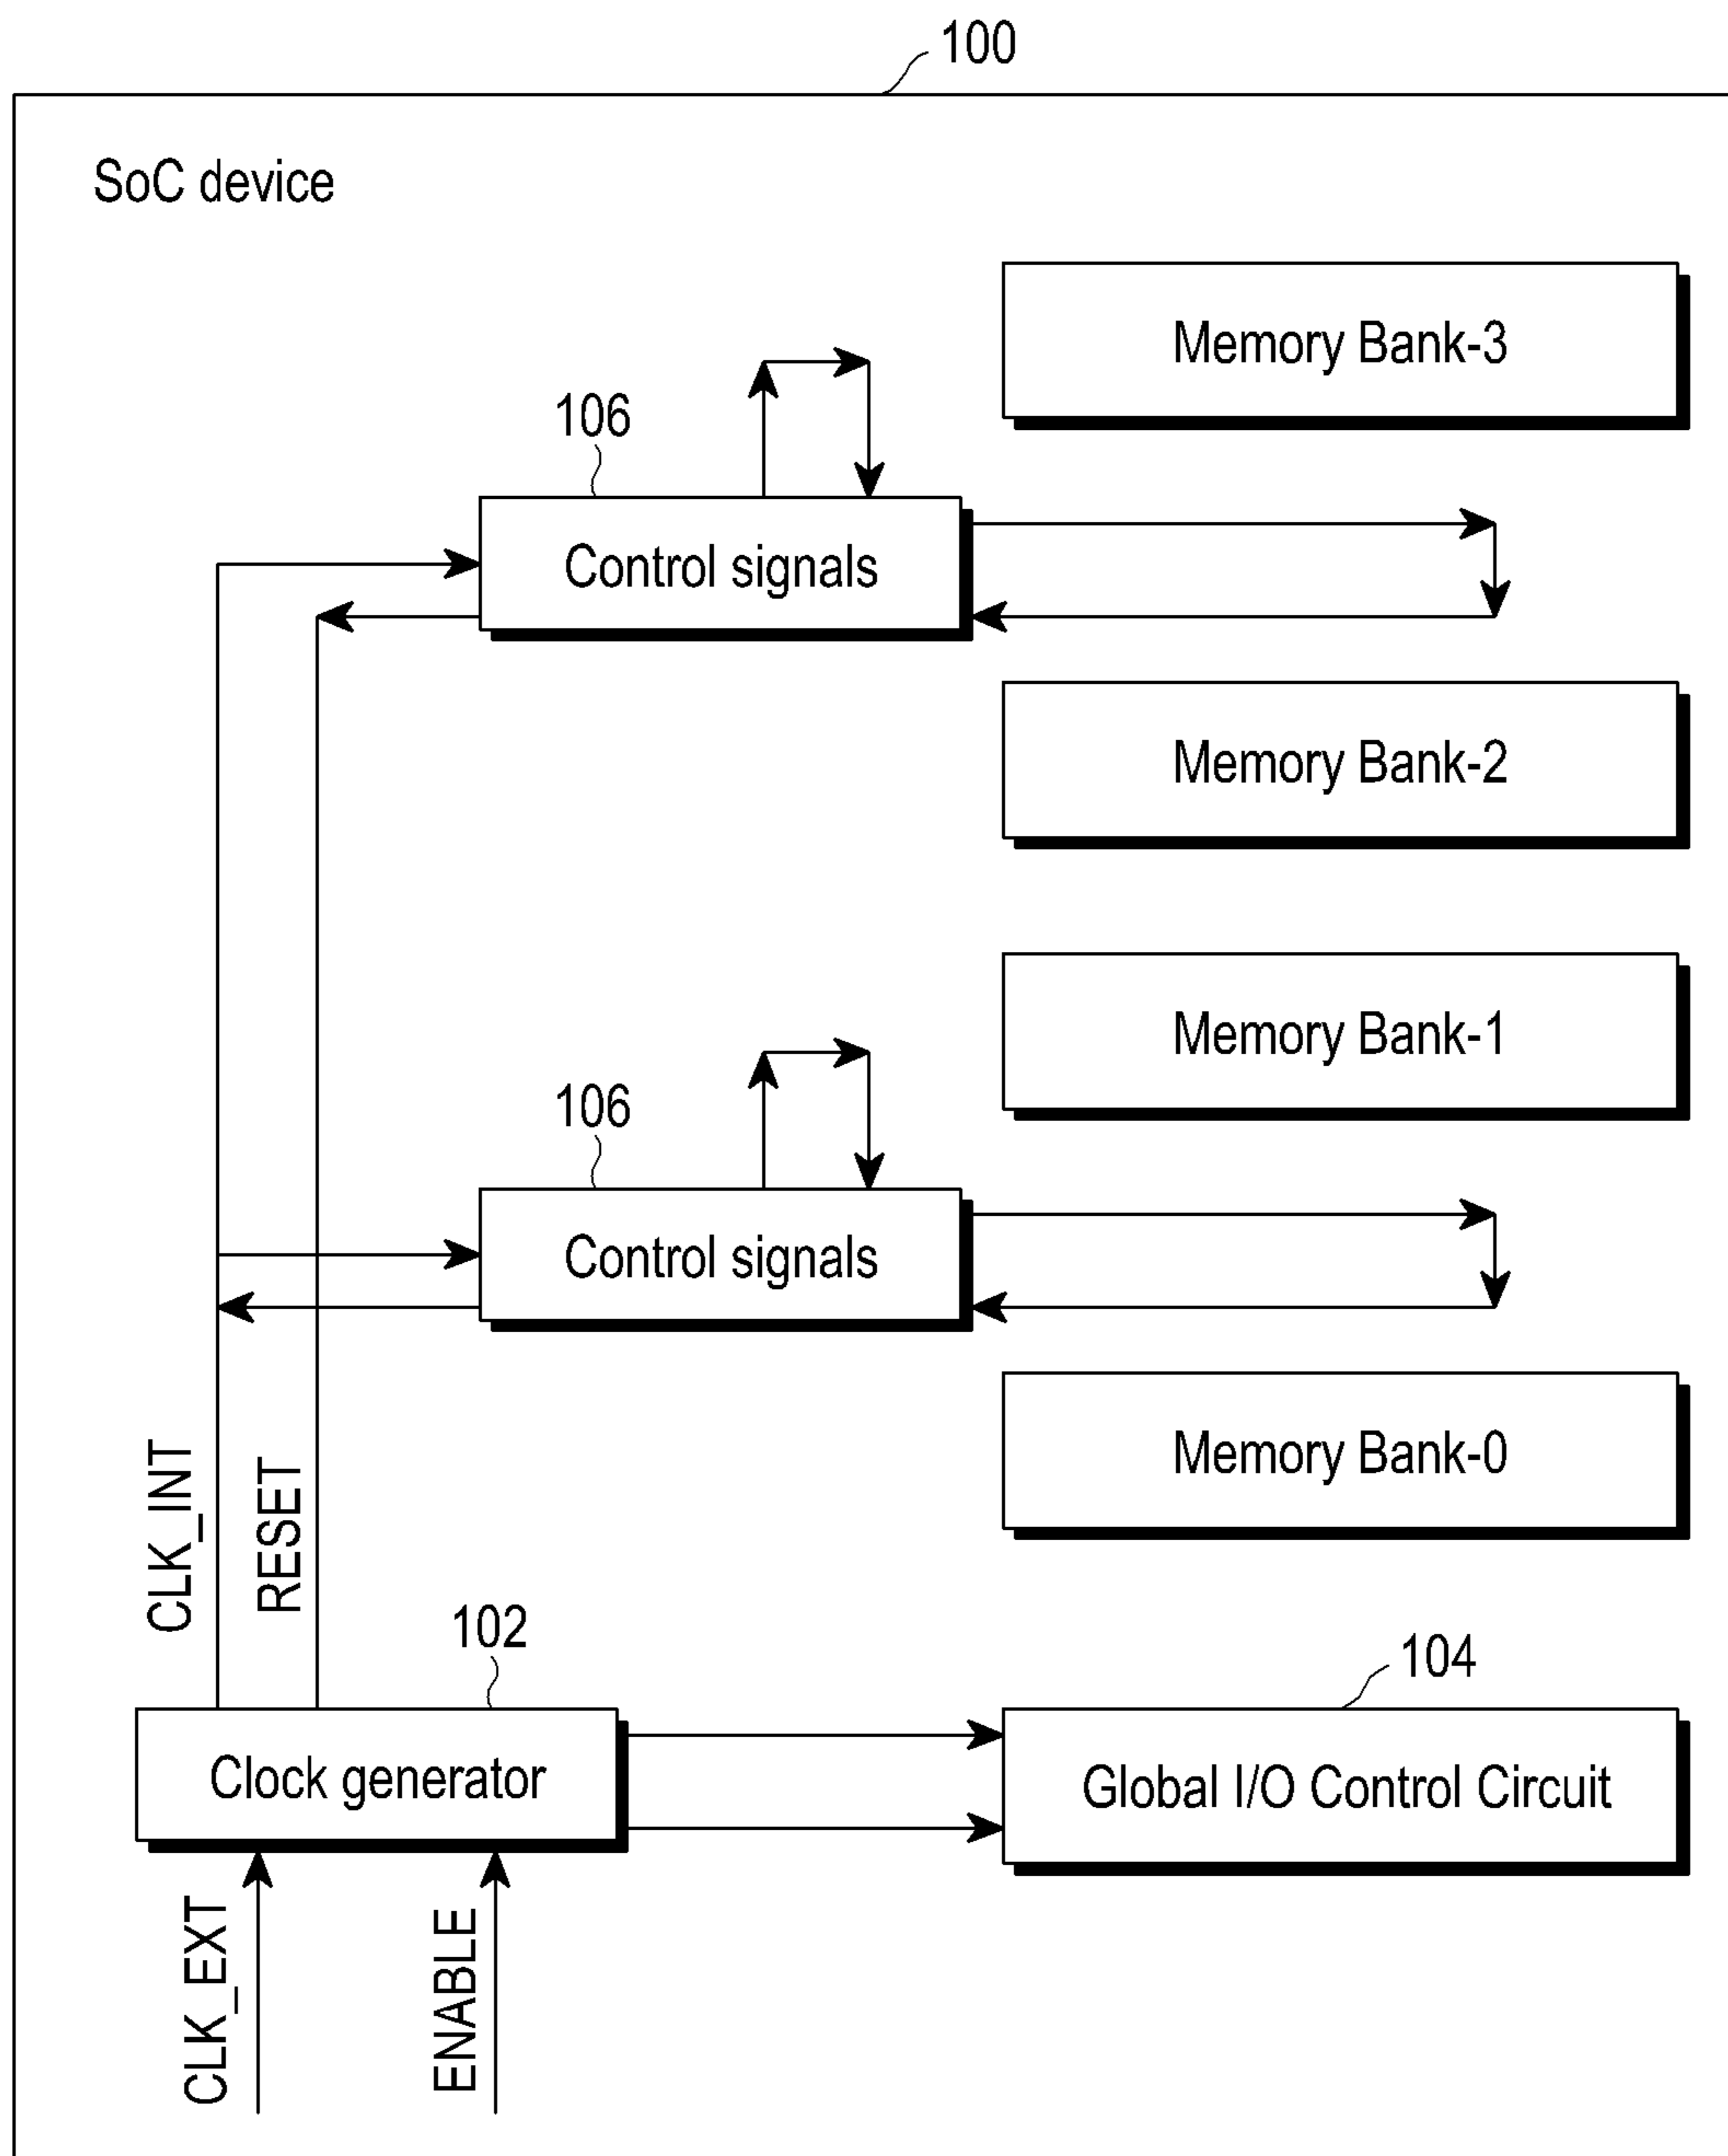 100
SoC device
Memory Bank-3
106
Control signals
Memory Bank-2
Memory Bank-1
106
Control signals
Memory Bank-0
CLK_INT
RESET
102
104
Clock generator
Global I/O Control Circuit
CLK_EXT
ENABLE